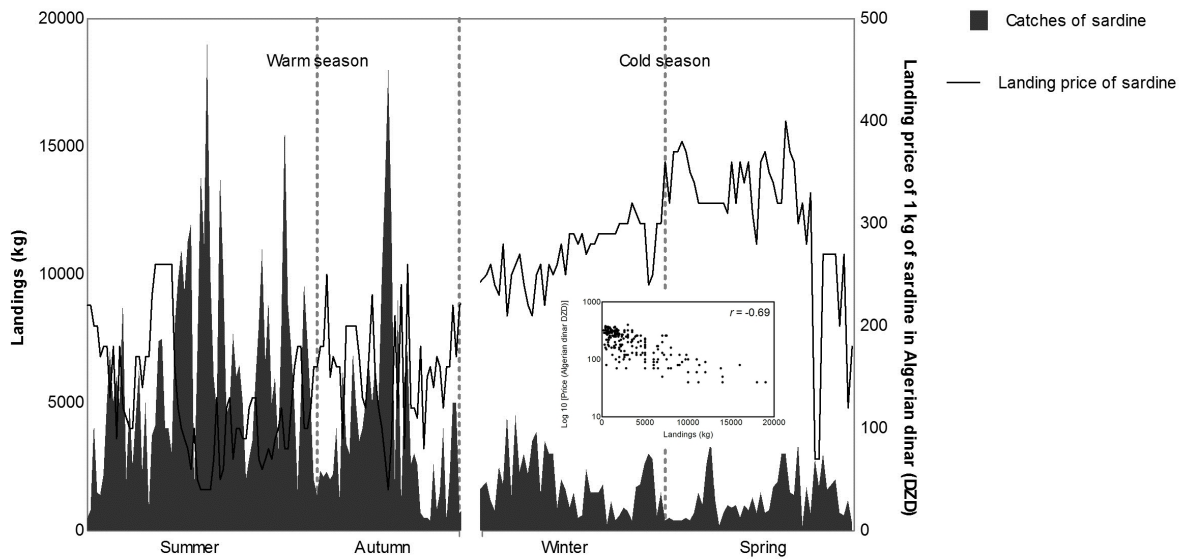 20000
15000
10000
5000
0
Landings (kg)
Warm season
Cold season
500
400
300
200
100
0
Landing price of 1 kg of sardine in Algerian dinar (DZD)
Catches of sardine
Landing price of sardine
1000
100
10
Log 10 [Price (Algerian dinar DZD)]
r = -0.69
0 5000 10000 15000 20000
Landings (kg)
Summer Autumn Winter Spring